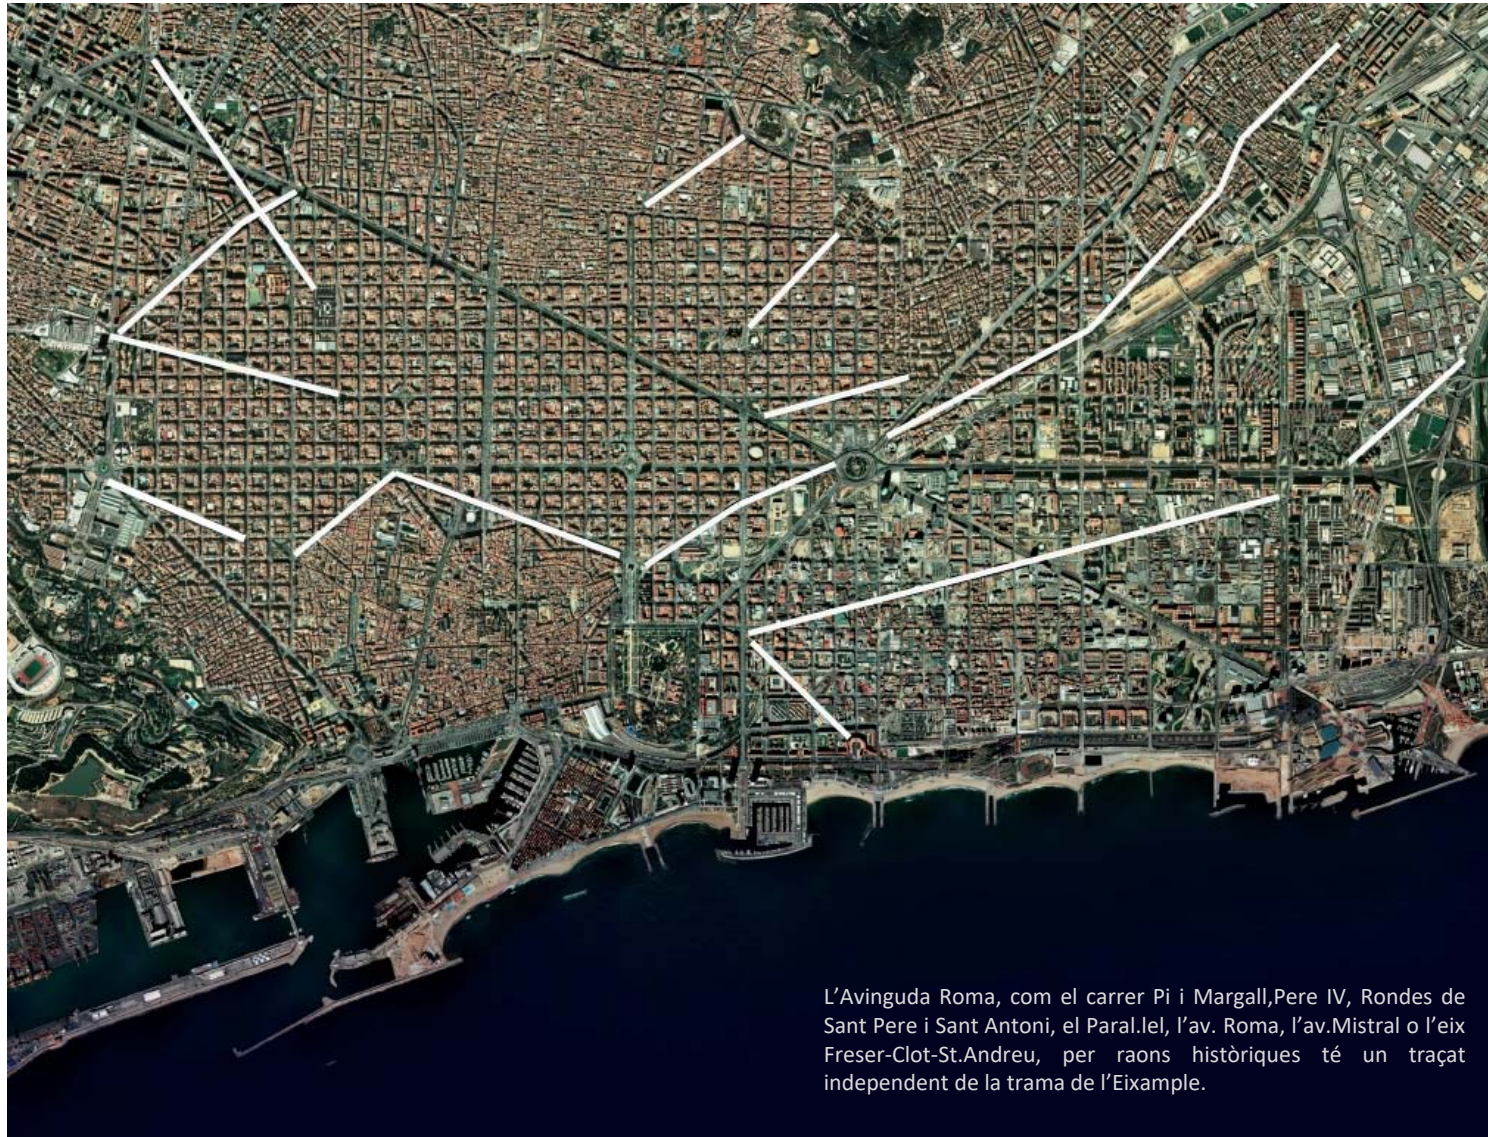 L’Avinguda Roma, com el carrer Pi i Margall,Pere IV, Rondes de
Sant Pere i Sant Antoni, el Paral.lel, l’av. Roma, l’av.Mistral o l’eix
Freser-Clot-St.Andreu, per raons històriques té un traçat
independent de la trama de l’Eixample.